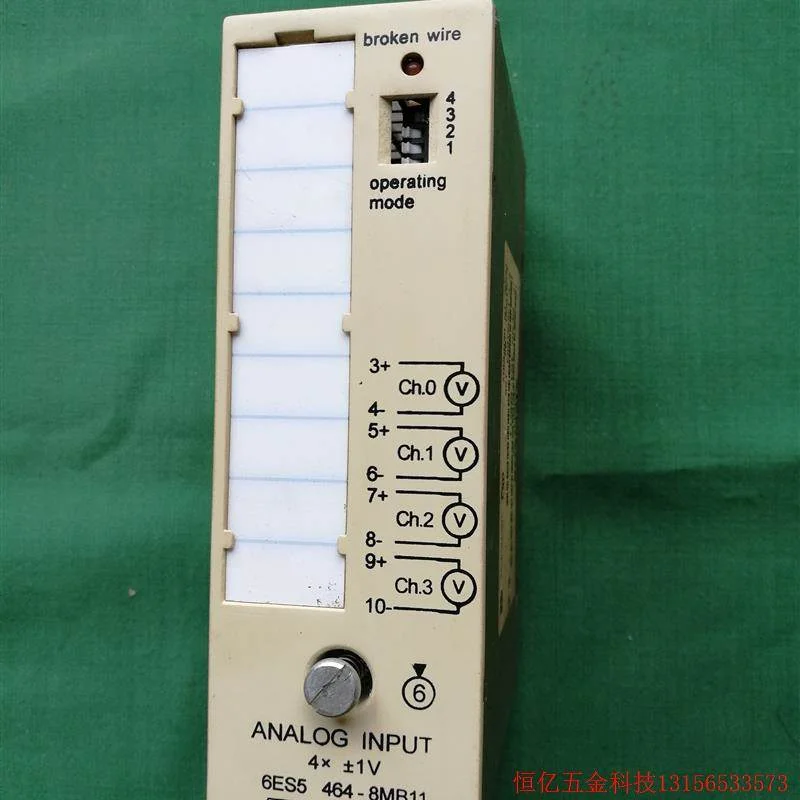 broken wire
4
3
2
1
operating
mode
3+
Ch.0 V
4-
5+
Ch.1 V
6-
7+
Ch.2 V
8-
9+
Ch.3 V
10-
6
ANALOG INPUT
4× ±1V
6ES5 464-8MB11
恒亿五金科技13156533573